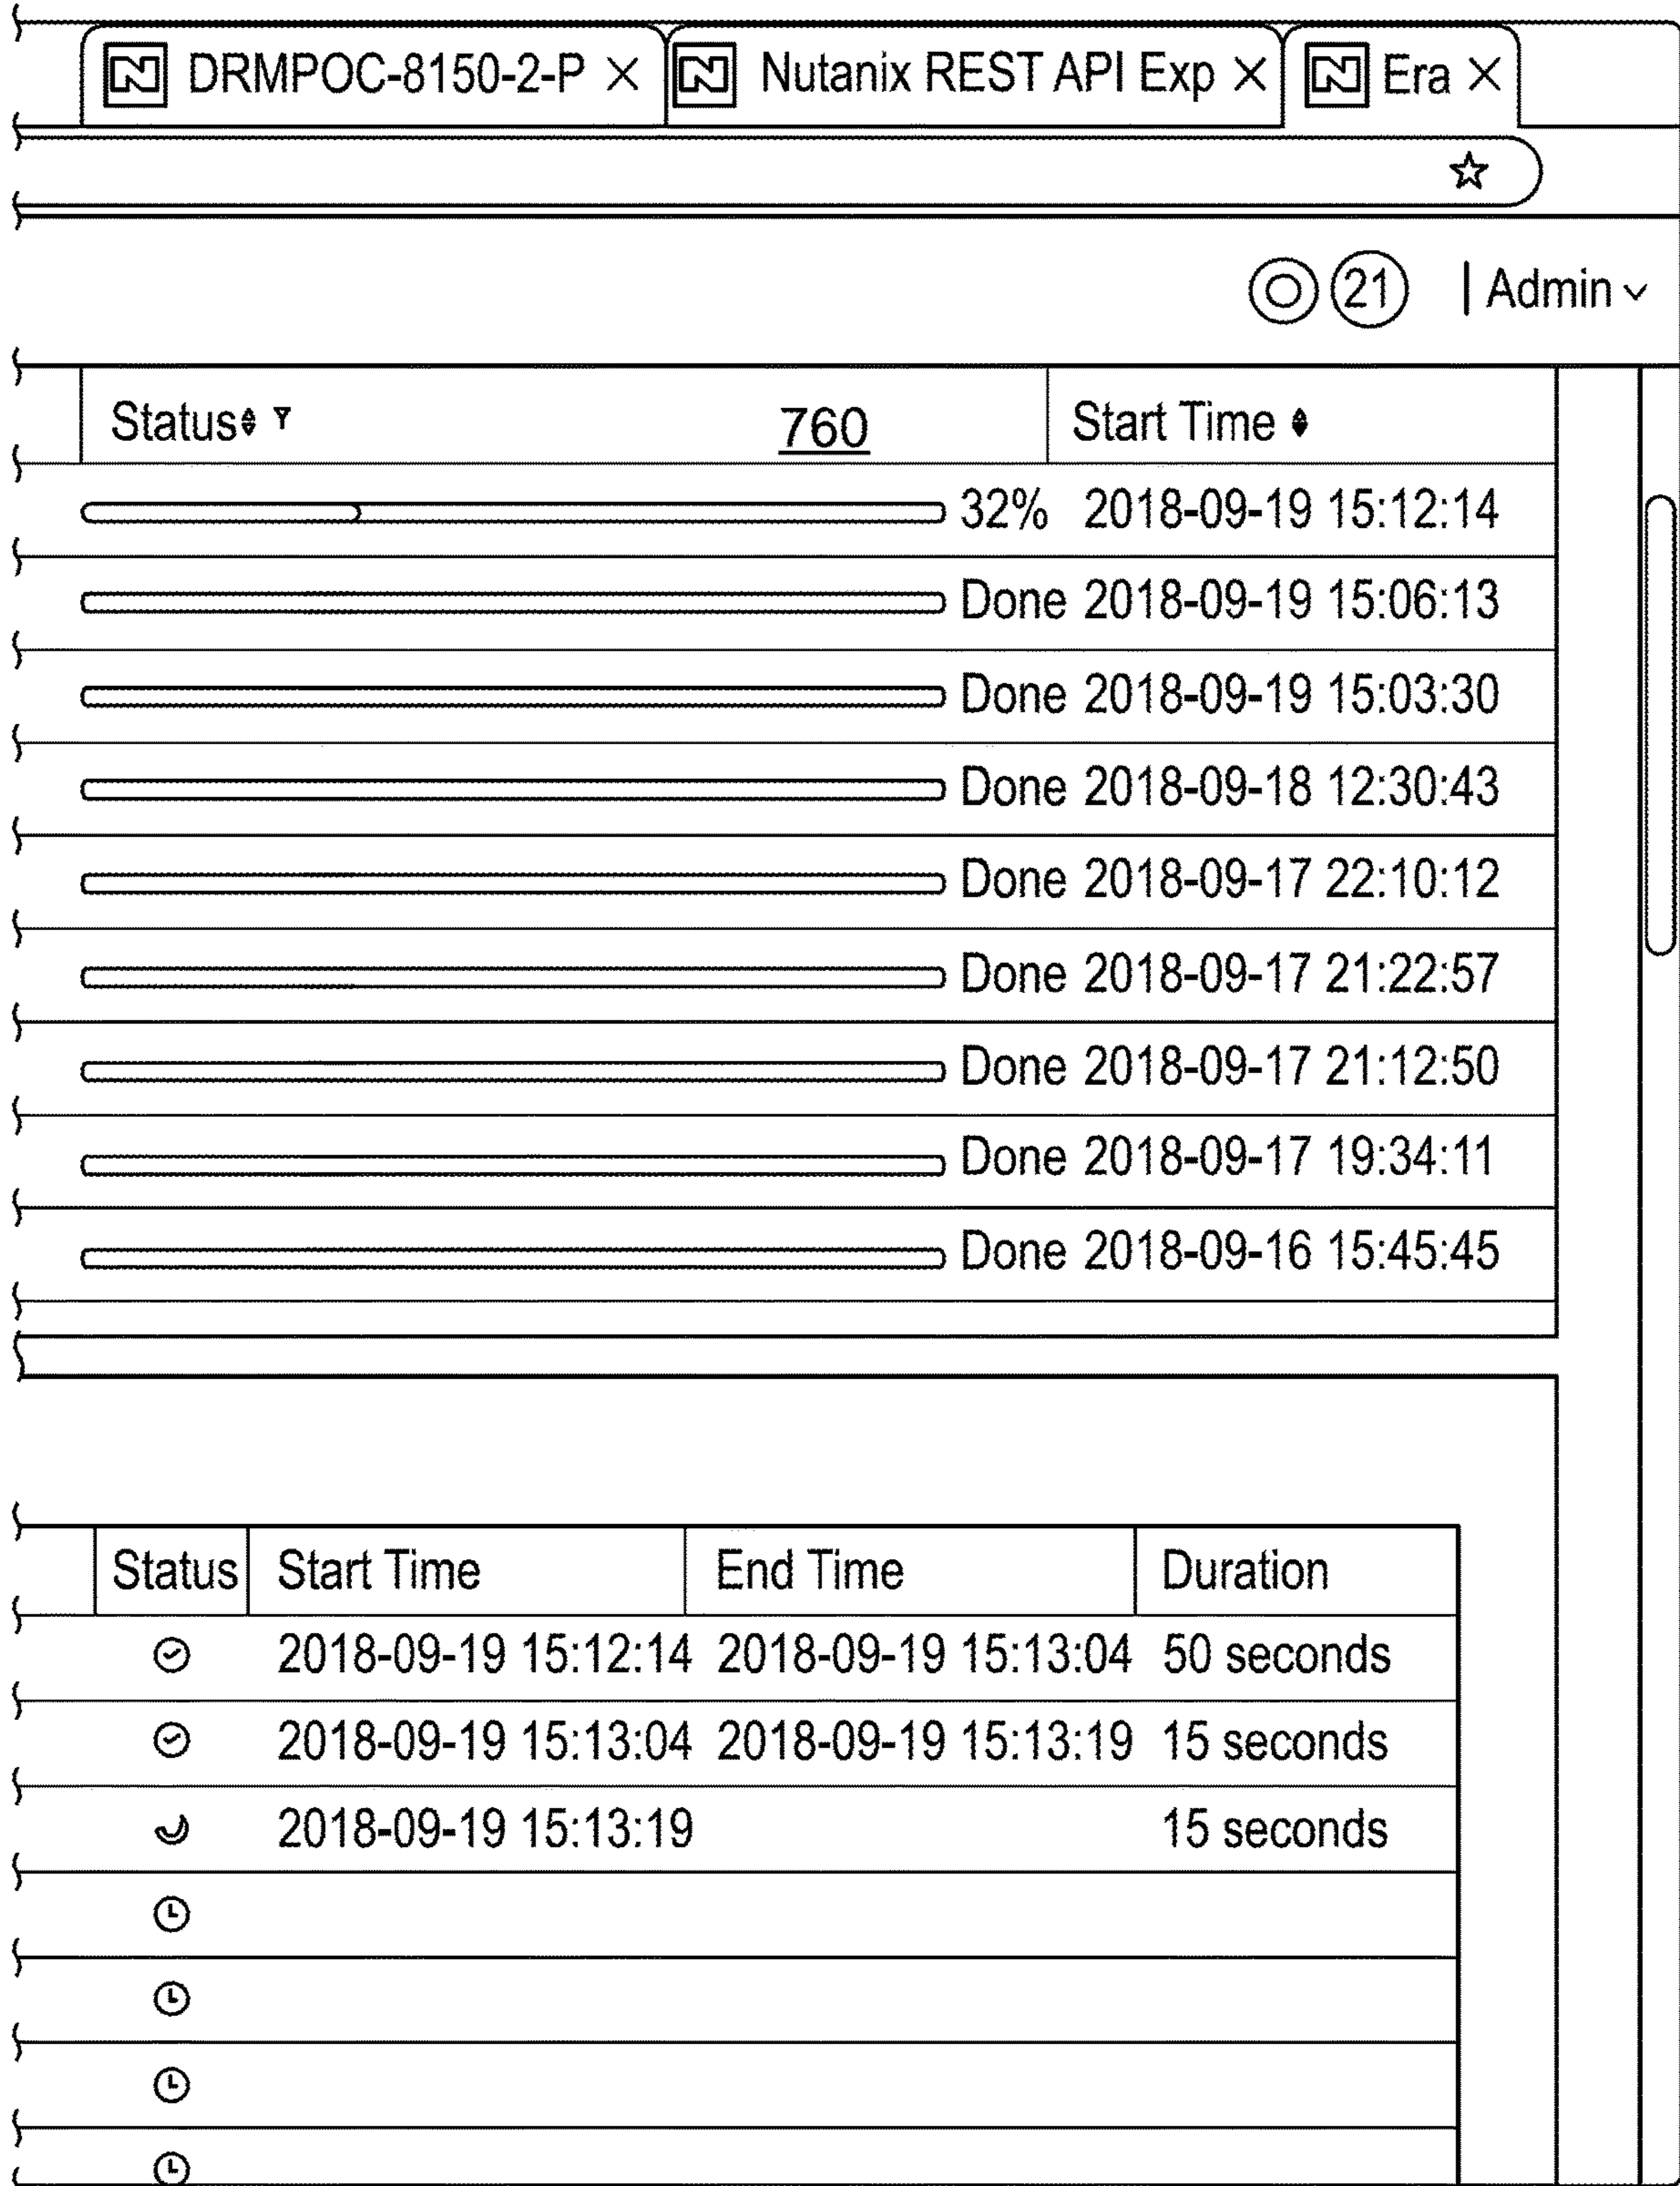 DRMPOC-8150-2-P × Nutanix REST API Exp × Era ×
21 | Admin
Status 760 Start Time
32% 2018-09-19 15:12:14
Done 2018-09-19 15:06:13
Done 2018-09-19 15:03:30
Done 2018-09-18 12:30:43
Done 2018-09-17 22:10:12
Done 2018-09-17 21:22:57
Done 2018-09-17 21:12:50
Done 2018-09-17 19:34:11
Done 2018-09-16 15:45:45
Status Start Time End Time Duration
2018-09-19 15:12:14 2018-09-19 15:13:04 50 seconds
2018-09-19 15:13:04 2018-09-19 15:13:19 15 seconds
2018-09-19 15:13:19 15 seconds